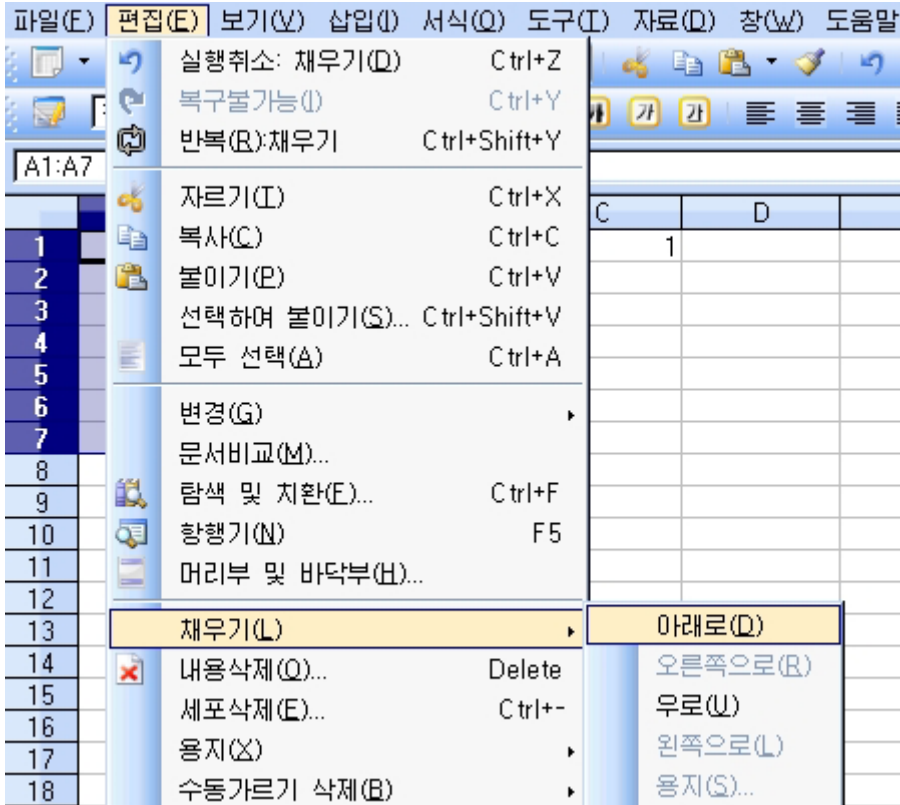 파일(F) 편집(E) 보기(V) 삽입(I) 서식(O) 도구(T) 자료(D) 창(W) 도움말
실행취소: 채우기(D) Ctrl+Z
복구불가능(I) Ctrl+Y
반복(R):채우기 Ctrl+Shift+Y
가 가
A1:A7
자르기(T) Ctrl+X
복사(C) Ctrl+C
붙이기(P) Ctrl+V
선택하여 붙이기(S)... Ctrl+Shift+V
모두 선택(A) Ctrl+A
변경(G)
문서비교(M)...
탐색 및 치환(F)... Ctrl+F
항행기(N) F5
머리부 및 바닥부(H)...
채우기(L)
내용삭제(O)... Delete
세포삭제(E)... Ctrl+-
용지(X)
수동가르기 삭제(B)
아래로(D)
오른쪽으로(R)
우로(U)
왼쪽으로(L)
용지(S)...
C D
1 1
2
3
4
5
6
7
8
9
10
11
12
13
14
15
16
17
18